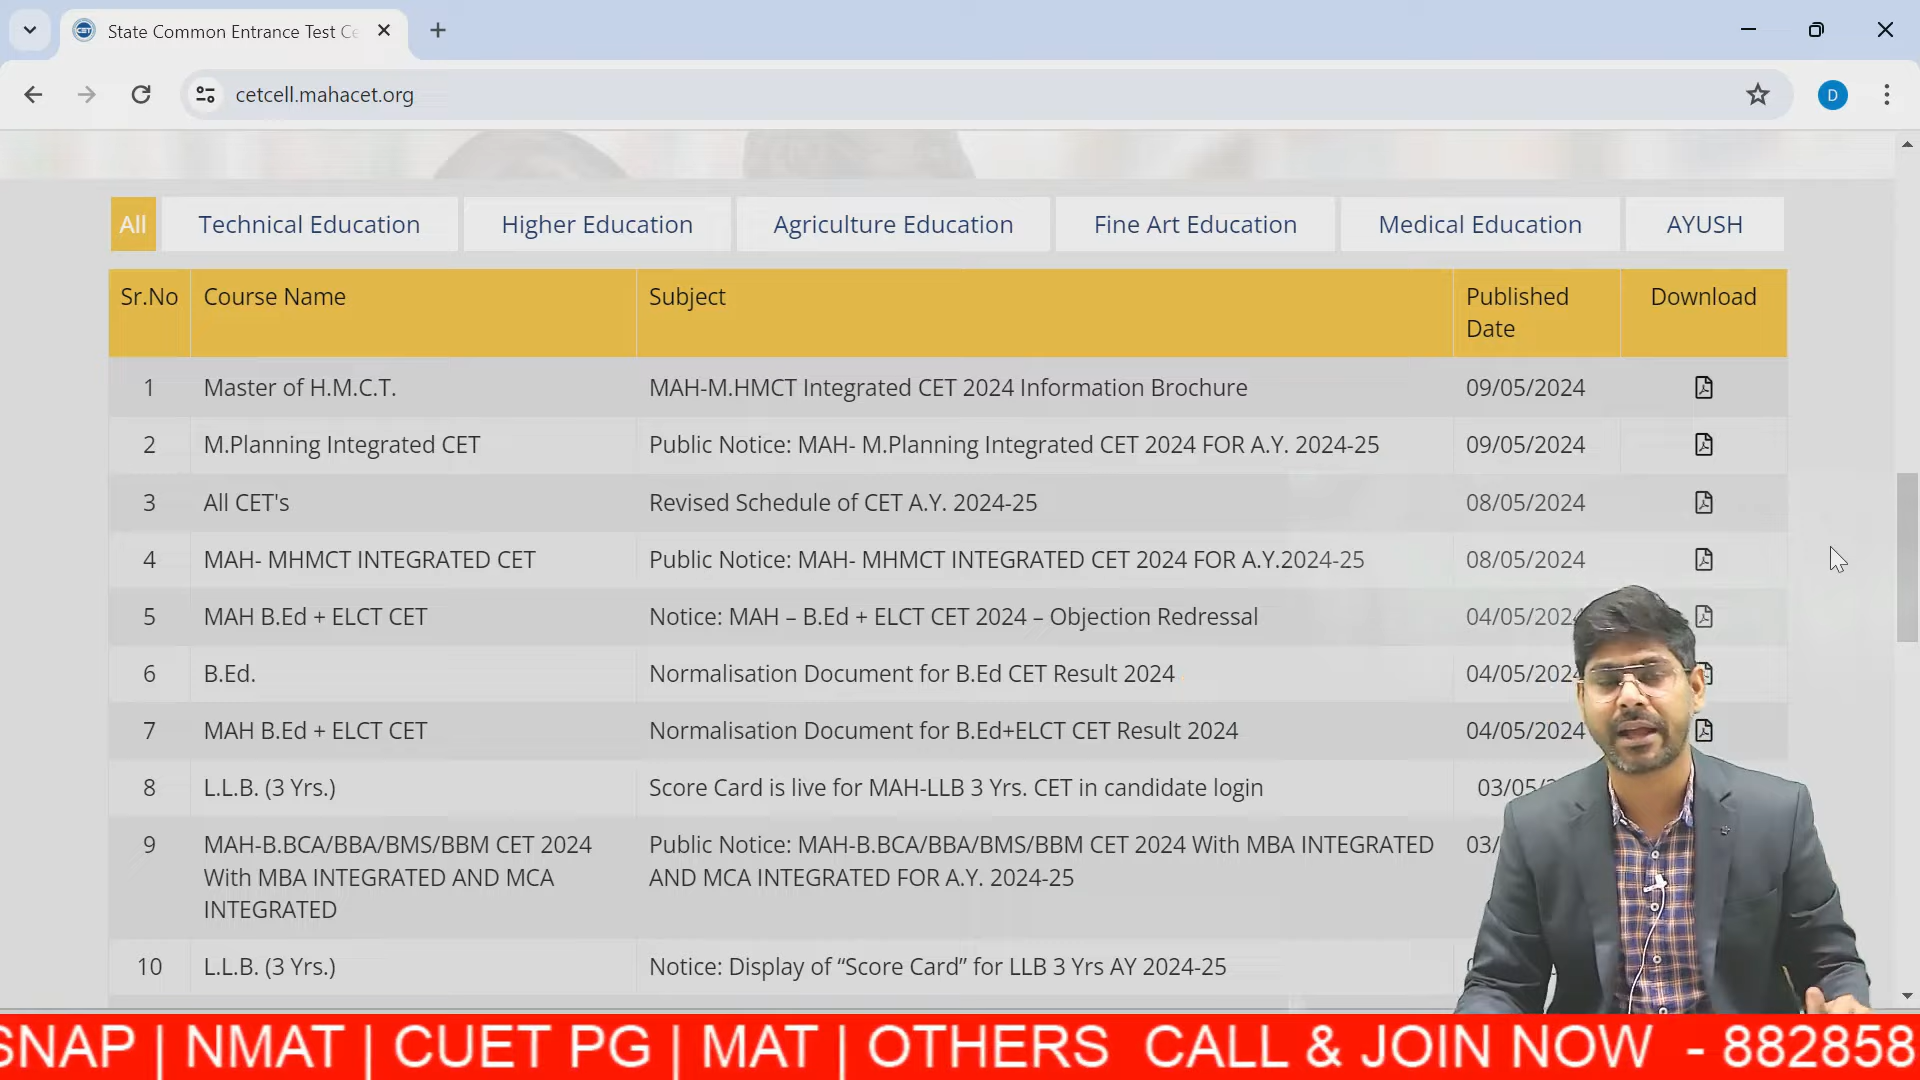 State Common Entrance Test Ce
cetcell.mahacet.org
D
All Technical Education Higher Education Agriculture Education Fine Art Education Medical Education AYUSH
Sr.No Course Name Subject Published Date Download
1 Master of H.M.C.T. MAH-M.HMCT Integrated CET 2024 Information Brochure 09/05/2024
2 M.Planning Integrated CET Public Notice: MAH- M.Planning Integrated CET 2024 FOR A.Y. 2024-25 09/05/2024
3 All CET's Revised Schedule of CET A.Y. 2024-25 08/05/2024
4 MAH- MHMCT INTEGRATED CET Public Notice: MAH- MHMCT INTEGRATED CET 2024 FOR A.Y.2024-25 08/05/2024
5 MAH B.Ed + ELCT CET Notice: MAH – B.Ed + ELCT CET 2024 – Objection Redressal 04/05/2024
6 B.Ed. Normalisation Document for B.Ed CET Result 2024 04/05/2024
7 MAH B.Ed + ELCT CET Normalisation Document for B.Ed+ELCT CET Result 2024 04/05/2024
8 L.L.B. (3 Yrs.) Score Card is live for MAH-LLB 3 Yrs. CET in candidate login 03/05/
9 MAH-B.BCA/BBA/BMS/BBM CET 2024 Public Notice: MAH-B.BCA/BBA/BMS/BBM CET 2024 With MBA INTEGRATED 03/
With MBA INTEGRATED AND MCA AND MCA INTEGRATED FOR A.Y. 2024-25
INTEGRATED
10 L.L.B. (3 Yrs.) Notice: Display of “Score Card” for LLB 3 Yrs AY 2024-25
SNAP | NMAT | CUET PG | MAT | OTHERS CALL & JOIN NOW - 882858